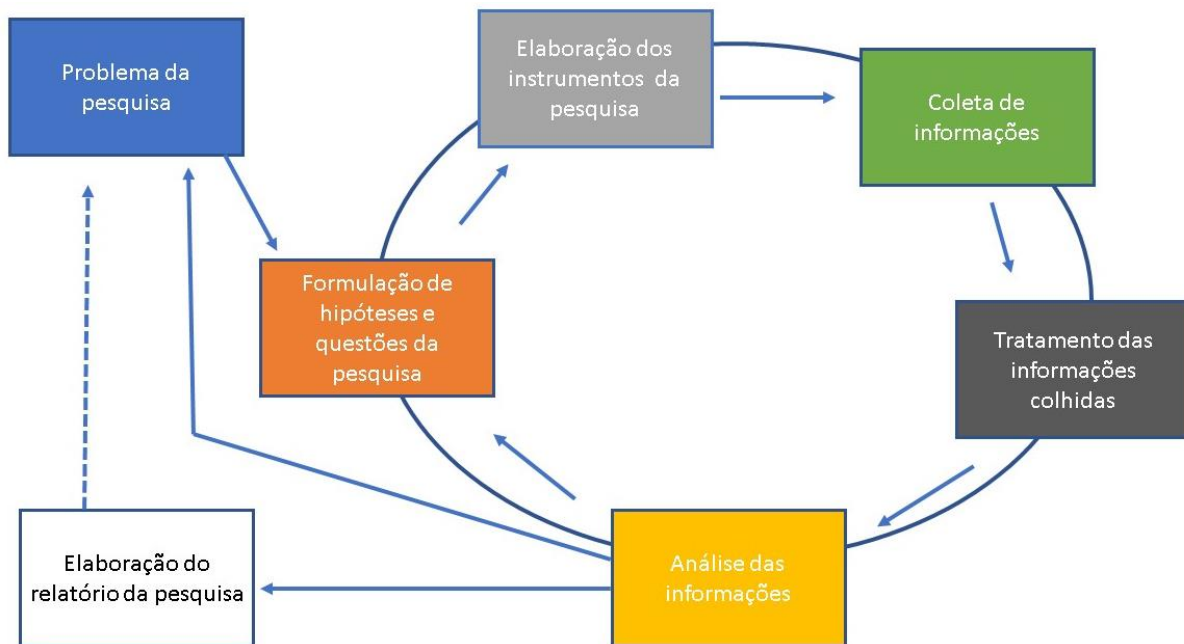 Problema da
pesquisa
Elaboração dos
instrumentos da
pesquisa
Coleta de
informações
Formulação de
hipóteses e
questões da
pesquisa
Tratamento das
informações
colhidas
Análise das
informações
Elaboração do
relatório da pesquisa